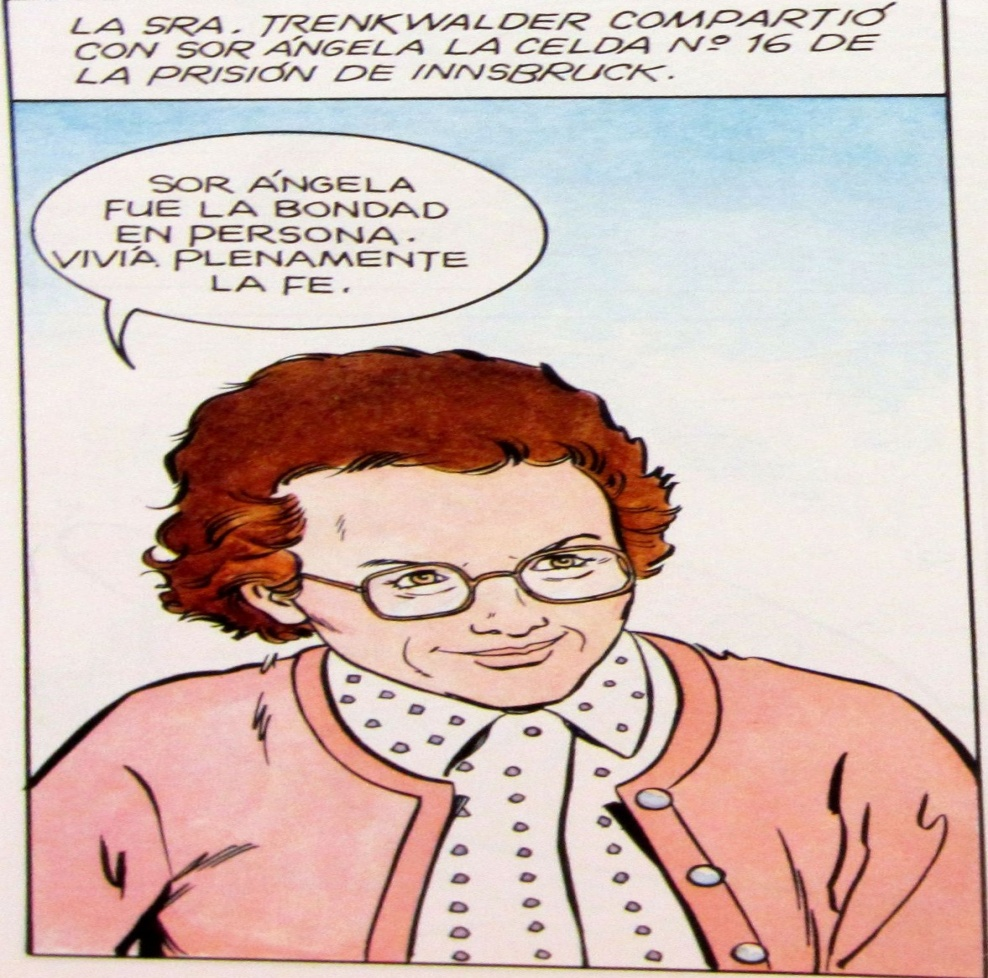 LA SRA. TRENKWALDER COMPARTIÓ
CON SOR ÁNGELA LA CELDA Nº 16 DE
LA PRISIÓN DE INNSBRUCK.
SOR ÁNGELA
FUE LA BONDAD
EN PERSONA.
VIVÍA PLENAMENTE
LA FE.